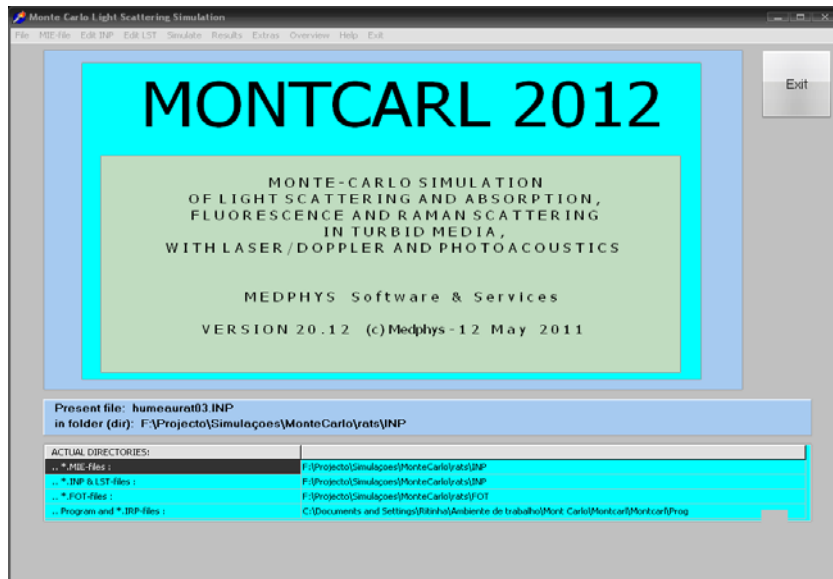 Monte Carlo Light Scattering Simulation
File MIE-file Edit INP Edit LST Simulate Results Extras Overview Help Exit
Exit
MONTCARL 2012
MONTE-CARLO SIMULATION
OF LIGHT SCATTERING AND ABSORPTION,
FLUORESCENCE AND RAMAN SCATTERING
IN TURBID MEDIA,
WITH LASER/DOPPLER AND PHOTOACOUSTICS
MEDPHYS Software & Services
VERSION 20.12 (c) Medphys - 12 May 2011
Present file: humeaurat03.INP
in folder (dir): F:\Projecto\Simulaçoes\MonteCarlo\rats\INP
ACTUAL DIRECTORIES:
.. *.MIE-files : F:\Projecto\Simulaçoes\MonteCarlo\rats\INP
.. *.INP & LST-files : F:\Projecto\Simulaçoes\MonteCarlo\rats\INP
.. *.FOT-files : F:\Projecto\Simulaçoes\MonteCarlo\rats\FOT
.. Program and *.IRP-files : C:\Documents and Settings\Ritinha\Ambiente de trabalho\Mont Carlo\Montcarl\Montcarl\Prog